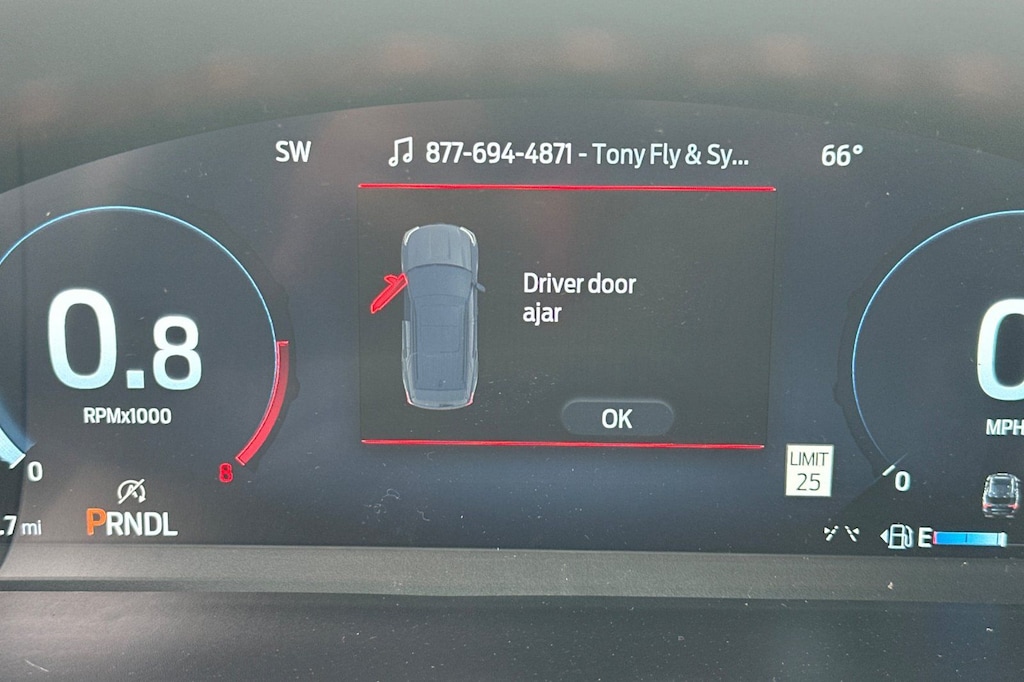 SW
877-694-4871 - Tony Fly & Sy...
66°
Driver door
ajar
OK
0.8
RPMx1000
0
8
.7 mi
PRNDL
LIMIT
25
0
MPH
0
E